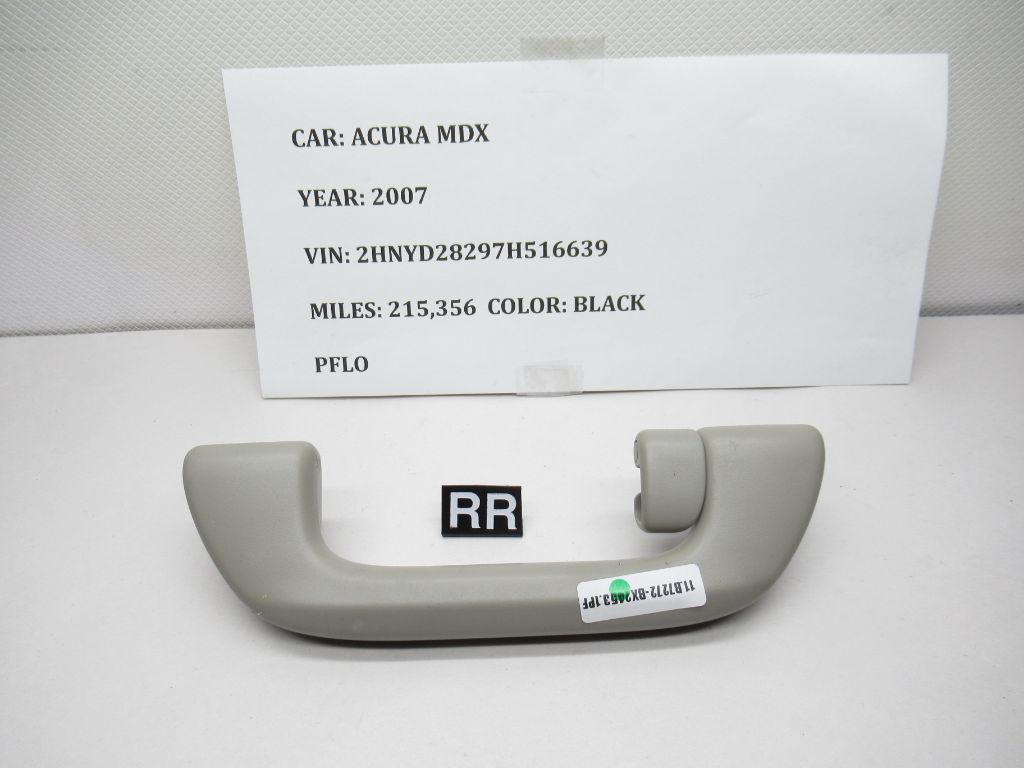 CAR: ACURA MDX
YEAR: 2007
VIN: 2HNYD28297H516639
MILES: 215,356 COLOR: BLACK
PFLO
RR
11.B7272-BX2453.1PF